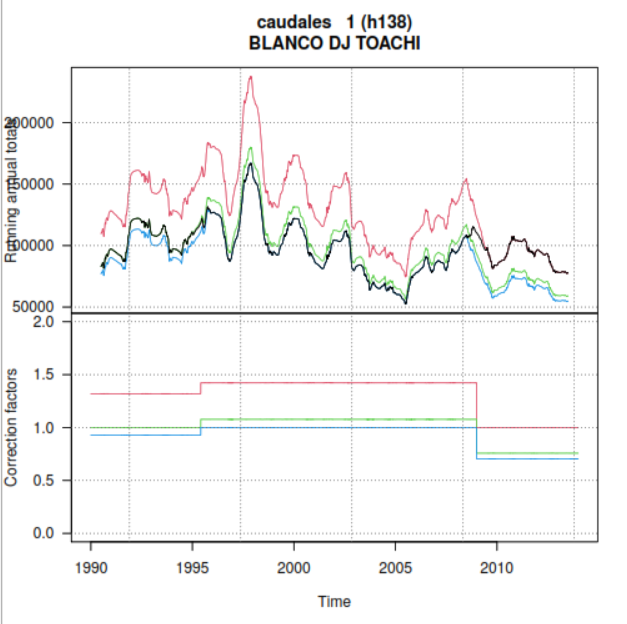 caudales 1 (h138)
BLANCO DJ TOACHI
Running annual totals
200000
150000
100000
50000
2.0
1.5
1.0
0.5
0.0
Correction factors
1990 1995 2000 2005 2010
Time